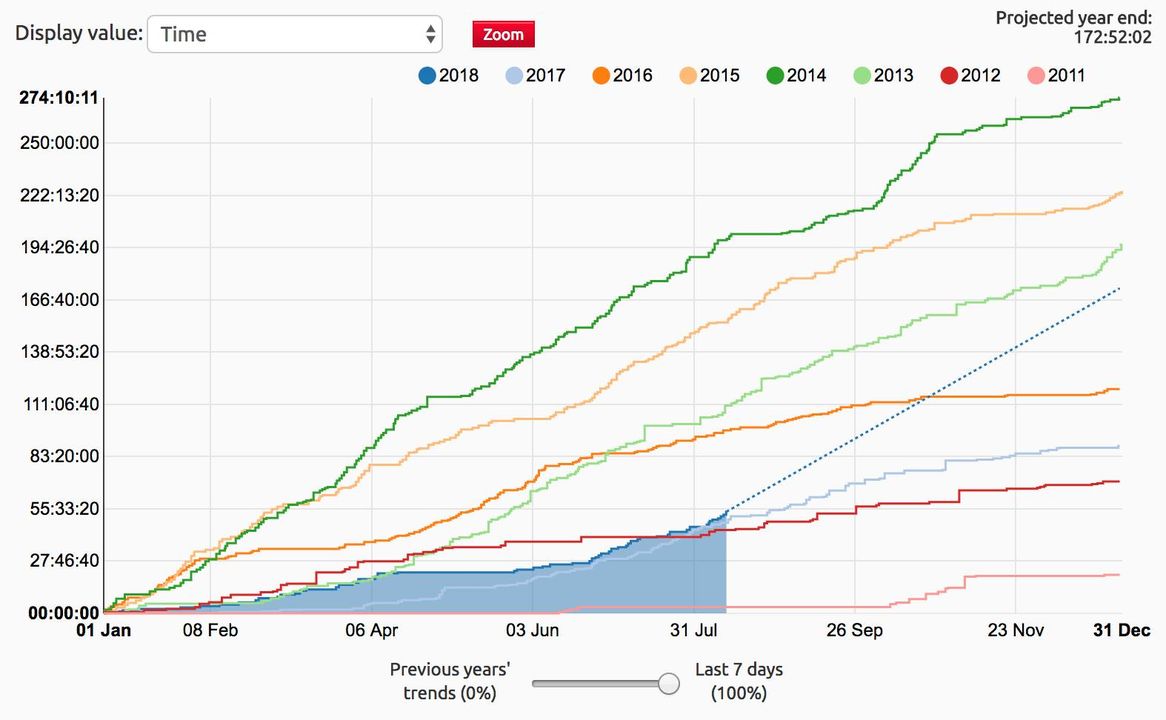 Display value: Time Zoom
Projected year end:
172:52:02
2018 2017 2016 2015 2014 2013 2012 2011
274:10:11
250:00:00
222:13:20
194:26:40
166:40:00
138:53:20
111:06:40
83:20:00
55:33:20
27:46:40
00:00:00
01 Jan 08 Feb 06 Apr 03 Jun 31 Jul 26 Sep 23 Nov 31 Dec
Previous years'
trends (0%)
Last 7 days
(100%)